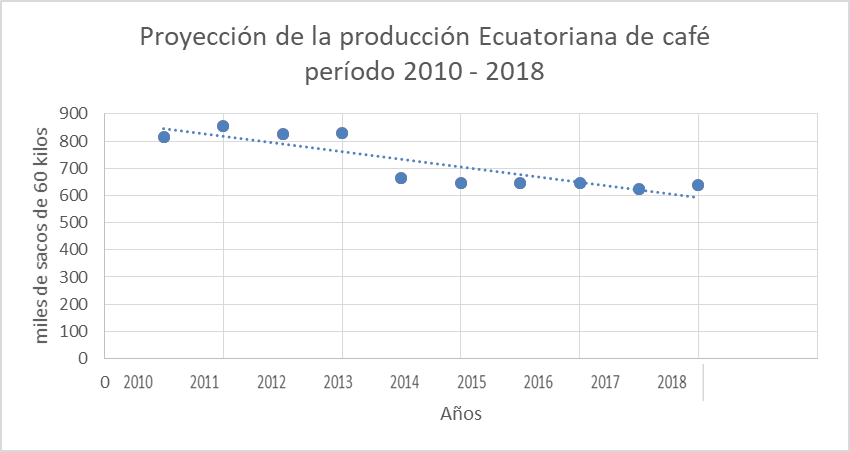 Proyección de la producción Ecuatoriana de café
período 2010 - 2018
miles de sacos de 60 kilos
900
800
700
600
500
400
300
200
100
0
0 2010 2011 2012 2013 2014 2015 2016 2017 2018
Años